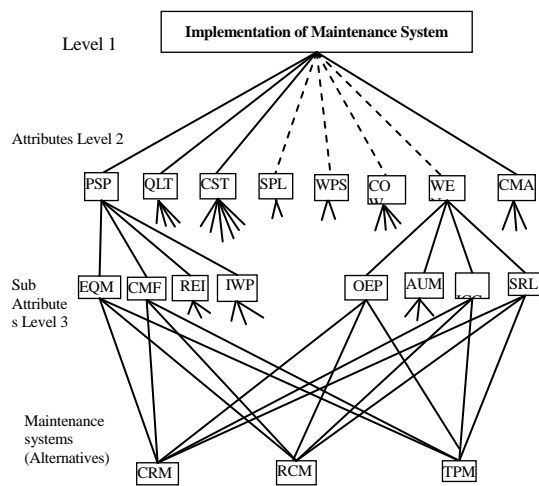 Implementation of Maintenance System
Level 1
Attributes Level 2
PSP QLT CST SPL WPS CO WE CMA
Sub
Attribute
s Level 3
EQM CMF REI IWP OEP AUM SRL
Maintenance
systems
(Alternatives)
CRM RCM TPM